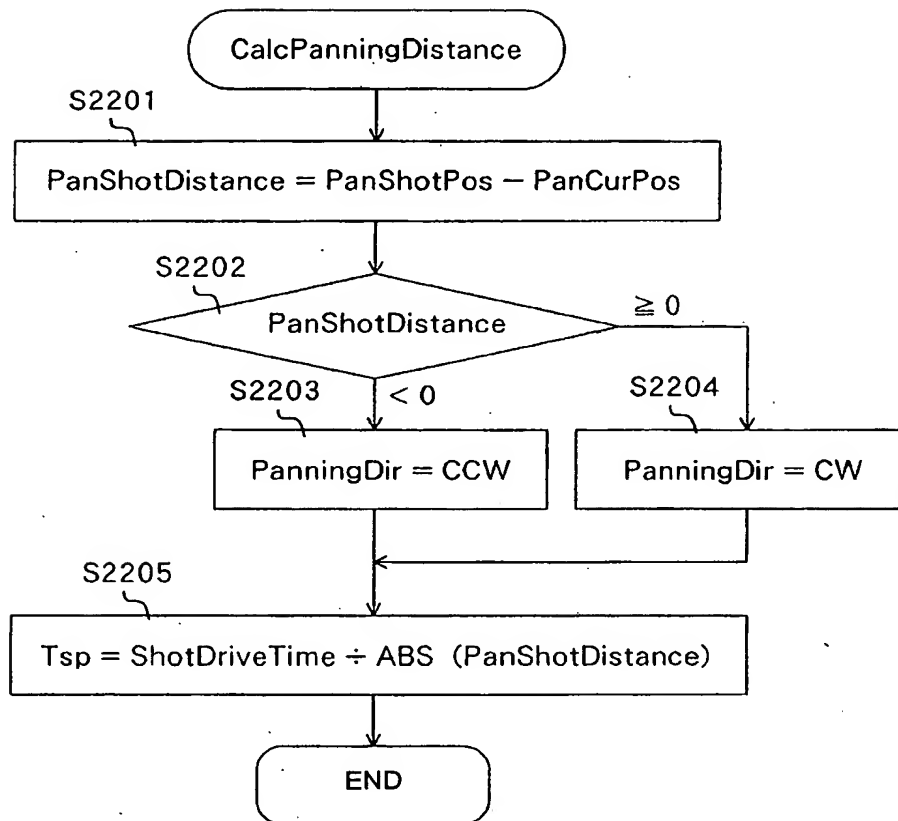 CalcPanningDistance
S2201
PanShotDistance = PanShotPos − PanCurPos
S2202
PanShotDistance
≧ 0
< 0
S2203
PanningDir = CCW
S2204
PanningDir = CW
S2205
Tsp = ShotDriveTime ÷ ABS (PanShotDistance)
END